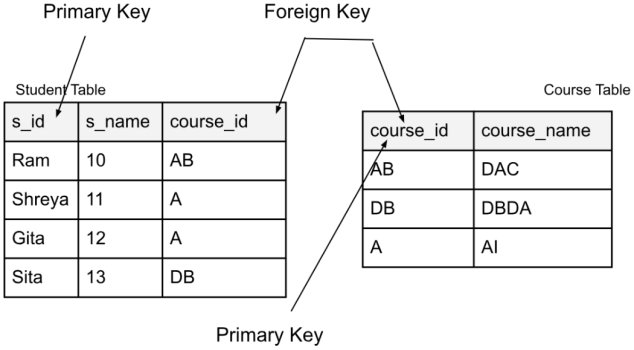 Primary Key
Foreign Key
Student Table
s_id s_name course_id
Ram 10 AB
Shreya 11 A
Gita 12 A
Sita 13 DB
Course Table
course_id course_name
AB DAC
DB DBDA
A AI
Primary Key